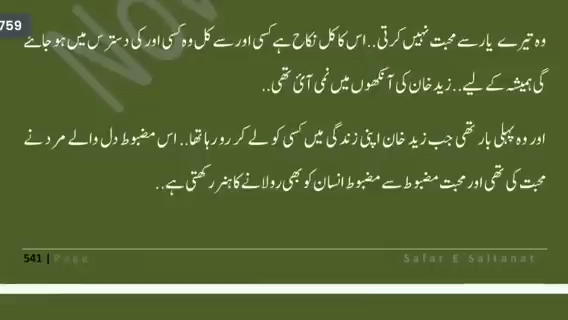 759
وہ تیرے یار سے محبت نہیں کرتی.. اس کا کل نکاح ہے کسی اور سے کل وہ کسی اور کی دسترس میں ہو جائے
گی ہمیشہ کے لیے.. زید خان کی آنکھوں میں نمی آئ تھی..
اور وہ پہلی بار تھی جب زید خان اپنی زندگی میں کسی کو لے کر رو رہا تھا.. اس مضبوط دل والے مرد نے
محبت کی تھی اور محبت مضبوط سے مضبوط انسان کو بھی رولانے کا ہنر رکھتی ہے..
541 | Page
Safar E Saltanat